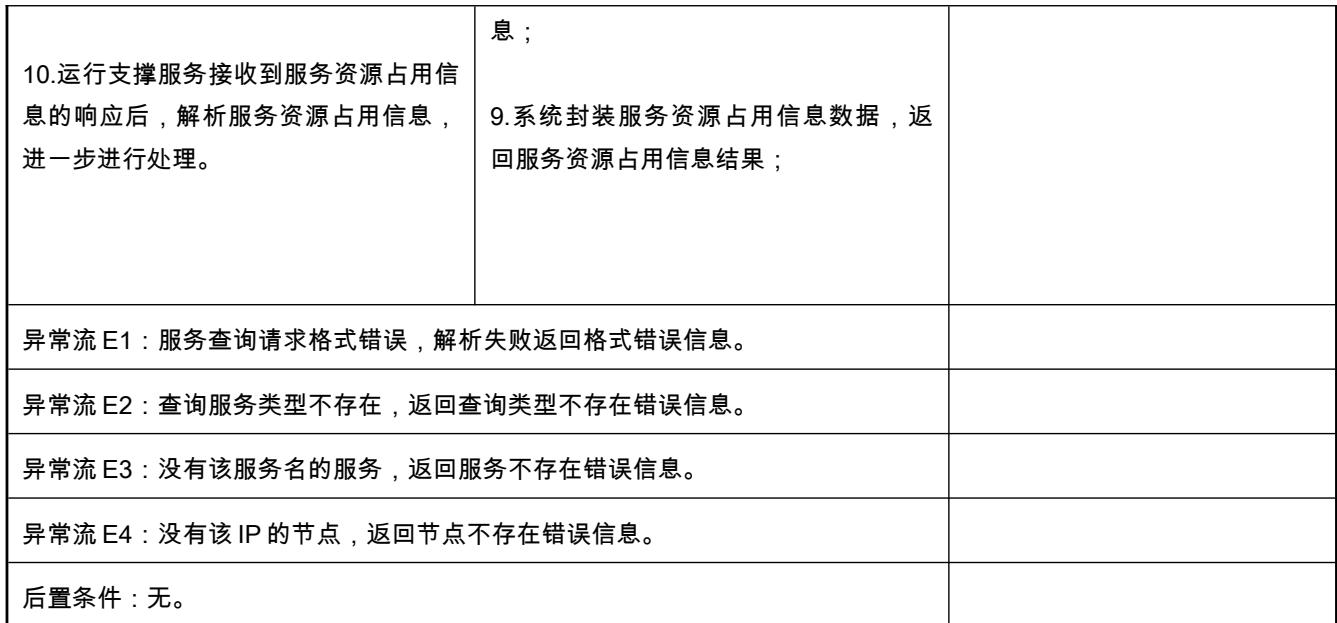 10.运行支撑服务接收到服务资源占用信
息的响应后，解析服务资源占用信息，
进一步进行处理。
息；
9.系统封装服务资源占用信息数据，返
回服务资源占用信息结果；
异常流 E1：服务查询请求格式错误，解析失败返回格式错误信息。
异常流 E2：查询服务类型不存在，返回查询类型不存在错误信息。
异常流 E3：没有该服务名的服务，返回服务不存在错误信息。
异常流 E4：没有该 IP 的节点，返回节点不存在错误信息。
后置条件：无。